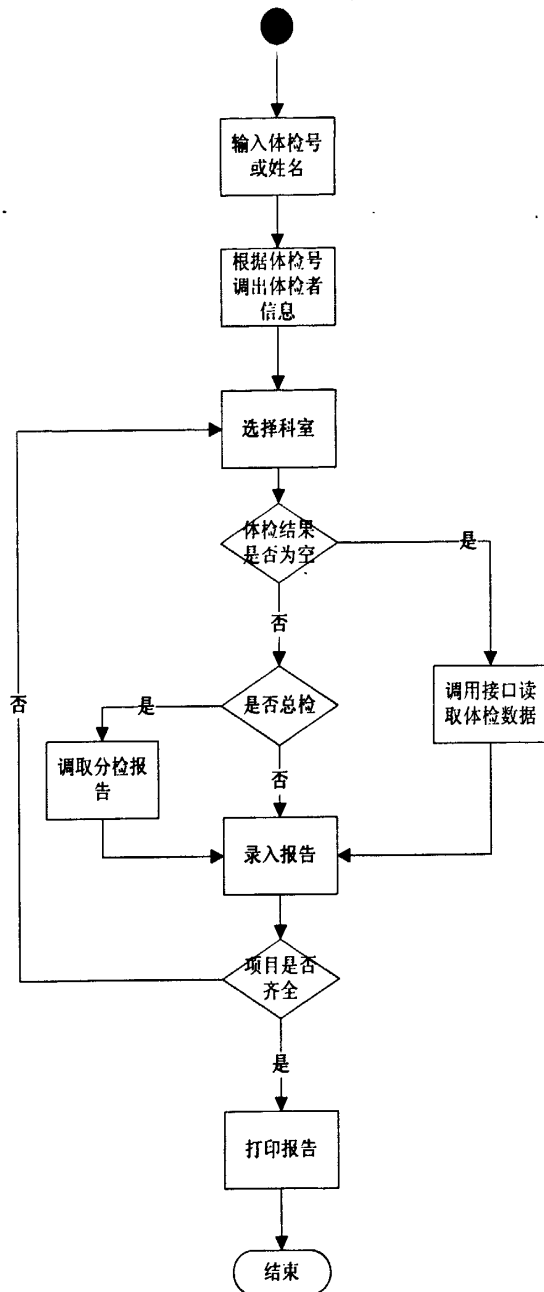 输入体检号
或姓名
根据体检号
调出体检者
信息
选择科室
体检结果
是否为空
是
否
是否总检
是
调用接口读
取体检数据
否
调取分检报
告
否
录入报告
项目是否
齐全
是
打印报告
结束